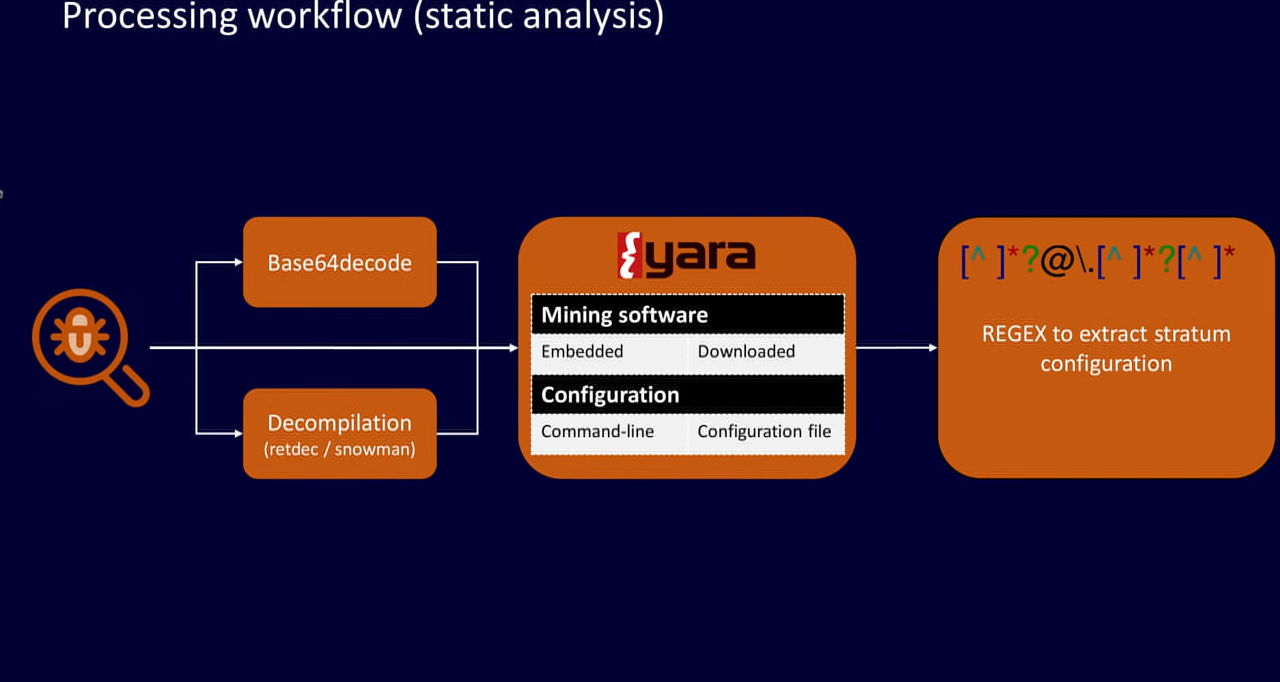 Processing workflow (static analysis)
Base64decode
Decompilation
(retdec / snowman)
yara
Mining software
Embedded Downloaded
Configuration
Command-line Configuration file
[^ ]*?@\.[^ ]*?[^ ]*
REGEX to extract stratum
configuration